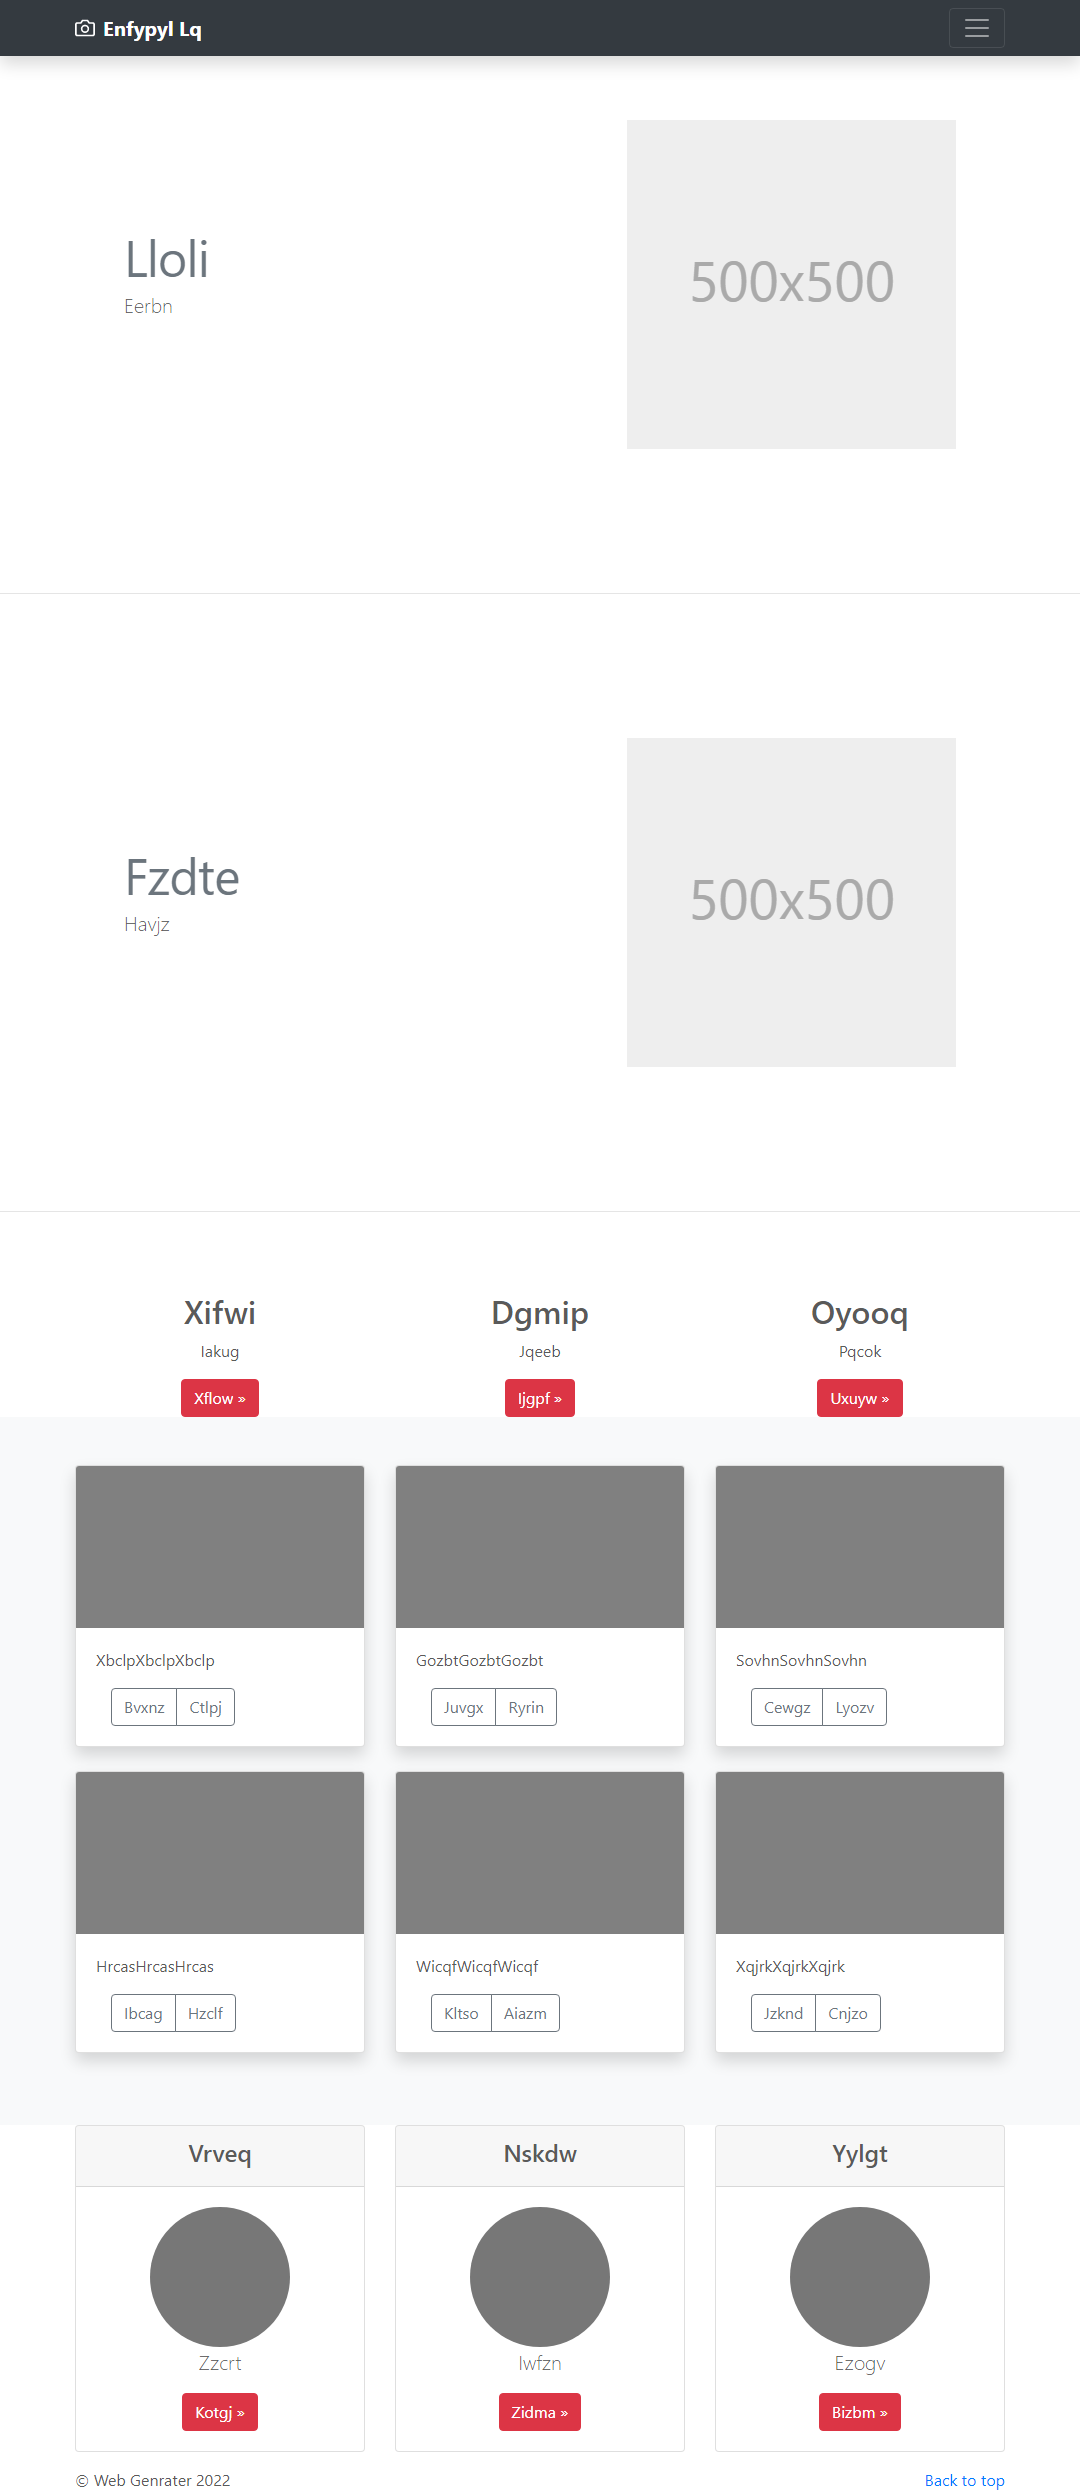 Enfypyl Lq
Lloli
Eerbn
500x500
Fzdte
Havjz
500x500
Xifwi
Iakug
Xflow »
Dgmip
Jqeeb
Ijgpf »
Oyooq
Pqcok
Uxuyw »
XbclpXbclpXbclp
Bvxnz Ctlpj
GozbtGozbtGozbt
Juvgx Ryrin
SovhnSovhnSovhn
Cewgz Lyozv
HrcasHrcasHrcas
Ibcag Hzclf
WicqfWicqfWicqf
Kltso Aiazm
XqjrkXqjrkXqjrk
Jzknd Cnjzo
Vrveq
Zzcrt
Kotgj »
Nskdw
Iwfzn
Zidma »
Yylgt
Ezogv
Bizbm »
© Web Genrater 2022
Back to top